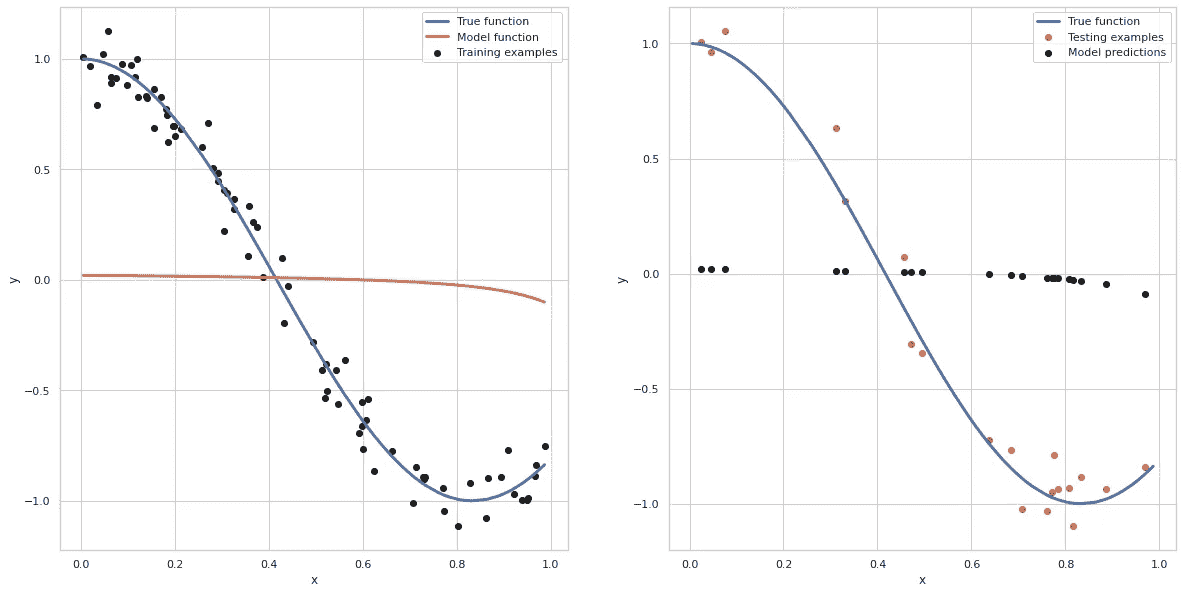 True function
Model function
Training examples
1.0
0.5
0.0
−0.5
−1.0
y
0.0 0.2 0.4 0.6 0.8 1.0
x
True function
Testing examples
Model predictions
1.0
0.5
0.0
−0.5
−1.0
y
0.0 0.2 0.4 0.6 0.8 1.0
x